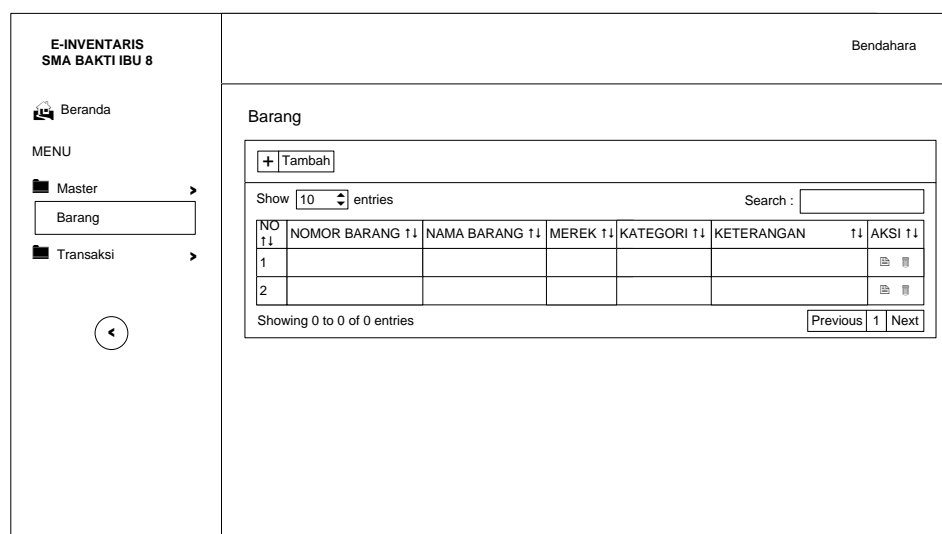 E-INVENTARIS
SMA BAKTI IBU 8
Bendahara
Beranda
MENU
Master >
Barang
Transaksi >
<
Barang
+ Tambah
Show 10 entries
Search :
NO ↑↓ NOMOR BARANG ↑↓ NAMA BARANG ↑↓ MEREK ↑↓ KATEGORI ↑↓ KETERANGAN ↑↓ AKSI ↑↓
1
2
Showing 0 to 0 of 0 entries
Previous 1 Next